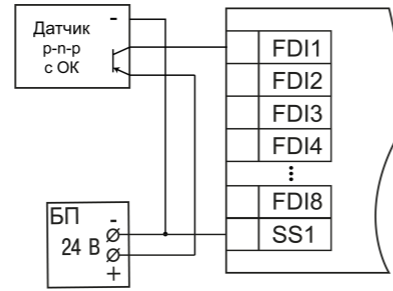 Датчик
p-n-p
с ОК
-
FDI1
FDI2
FDI3
FDI4
⋮
FDI8
SS1
БП
-
24 В
+